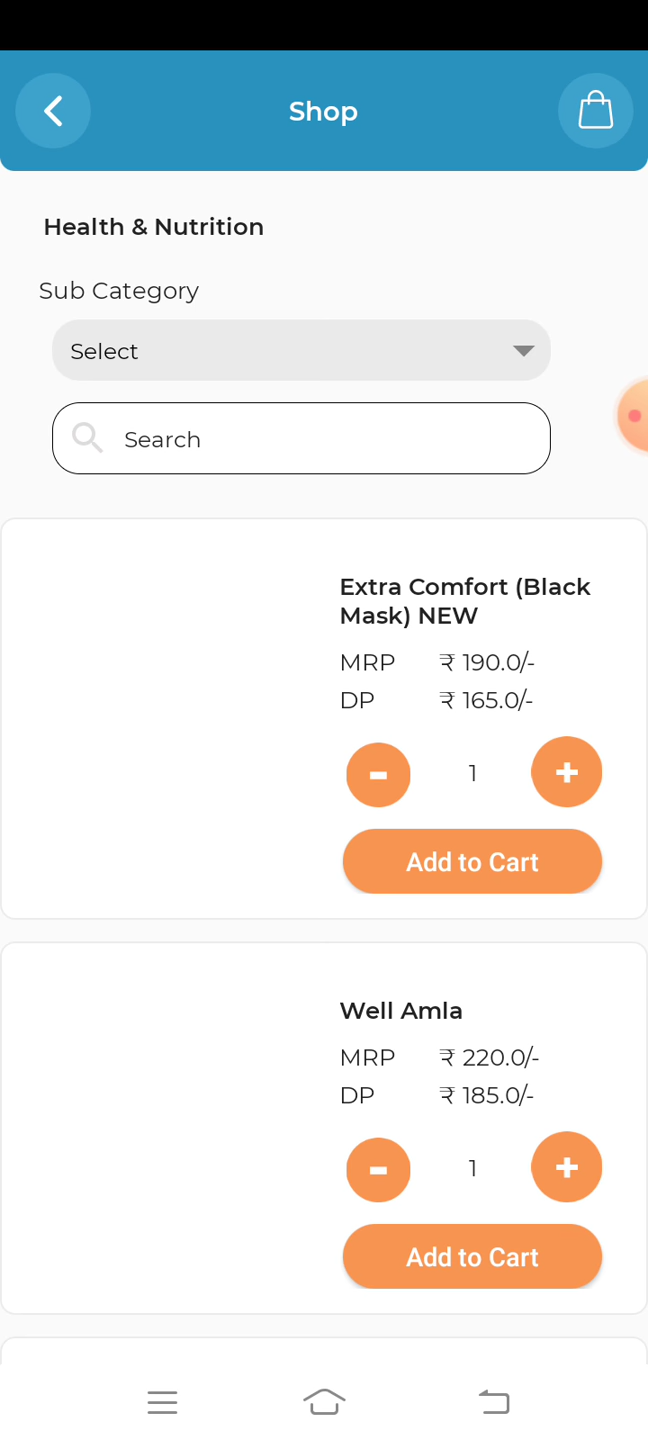 Shop
Health & Nutrition
Sub Category
Select
Search
Extra Comfort (Black
Mask) NEW
MRP ₹ 190.0/-
DP ₹ 165.0/-
- 1 +
Add to Cart
Well Amla
MRP ₹ 220.0/-
DP ₹ 185.0/-
- 1 +
Add to Cart